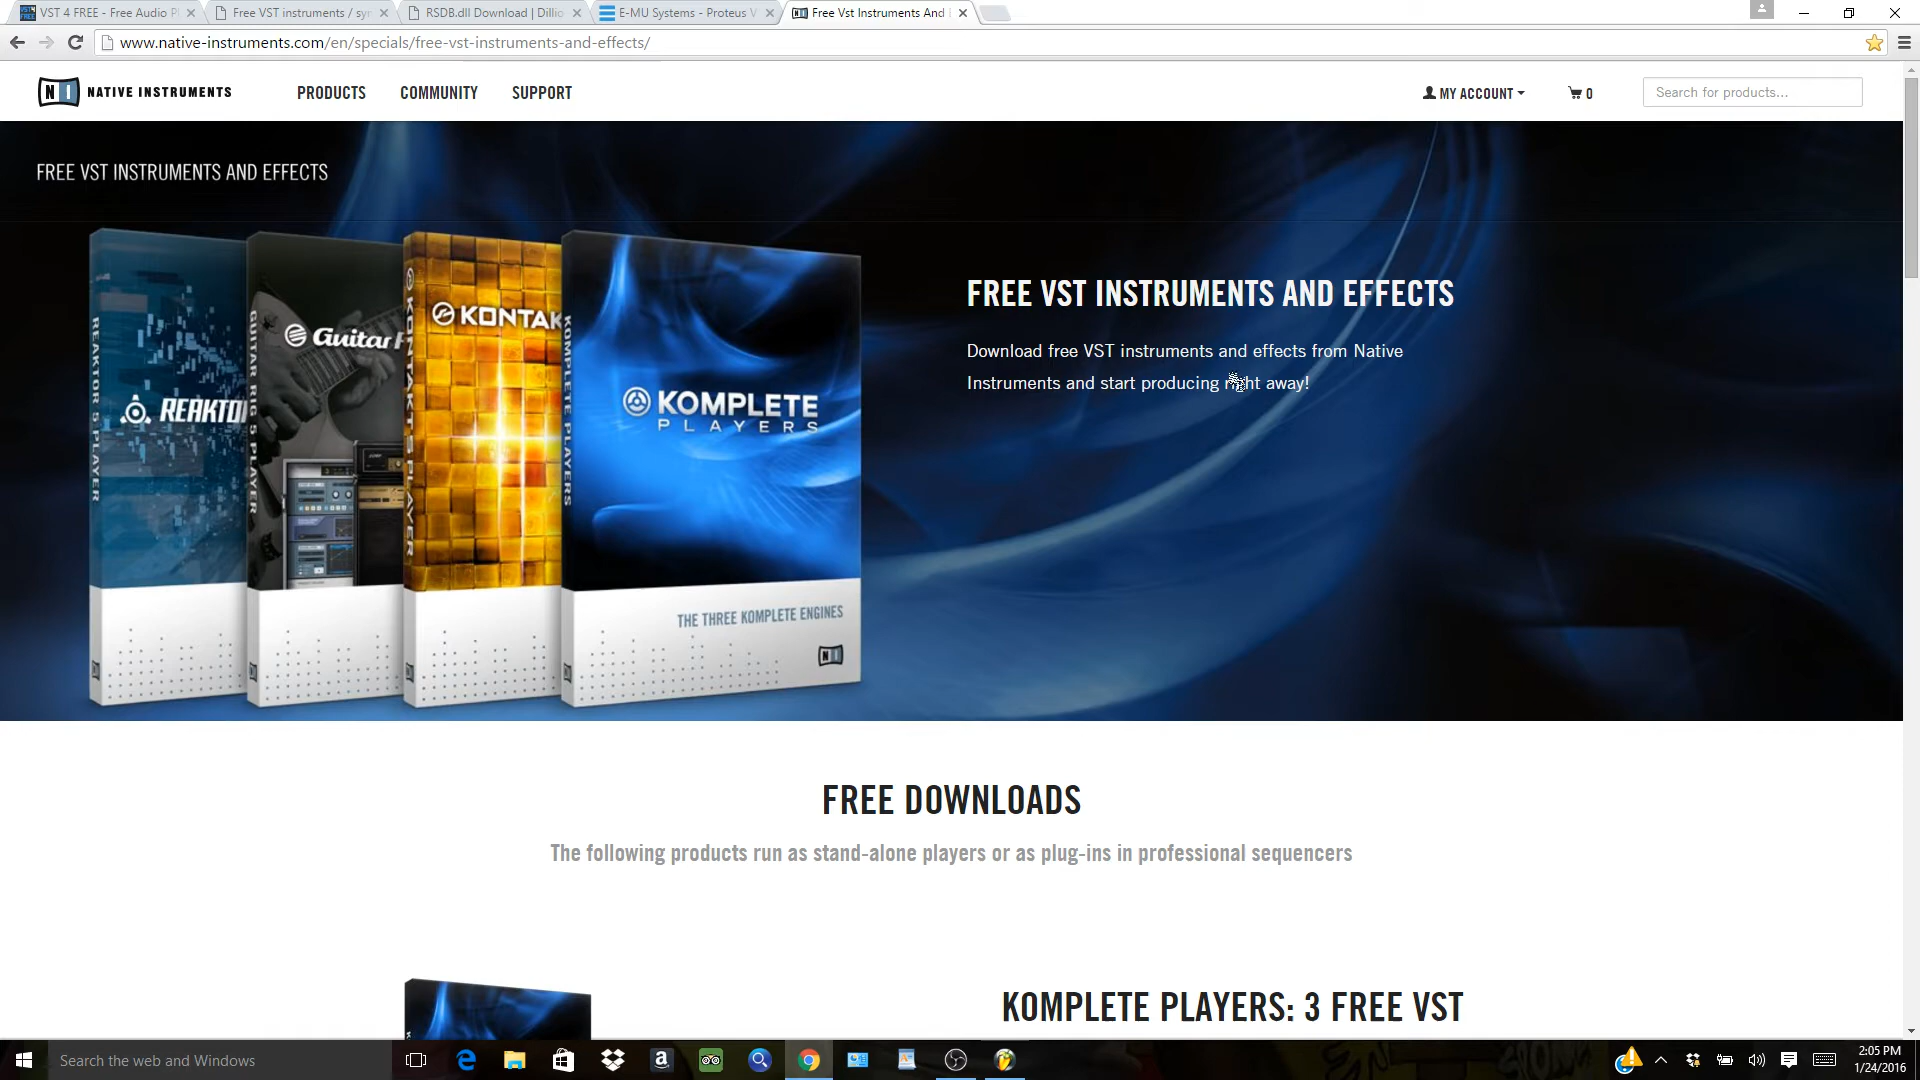 VST 4 FREE - Free Audio Pl
Free VST instruments / syn
RSDB.dll Download | Dillio
E-MU Systems - Proteus V
Free Vst Instruments And
www.native-instruments.com/en/specials/free-vst-instruments-and-effects/
NI NATIVE INSTRUMENTS
PRODUCTS
COMMUNITY
SUPPORT
MY ACCOUNT
0
Search for products...
FREE VST INSTRUMENTS AND EFFECTS
REAKTOR 5 PLAYER
REAKTO
GUITAR RIG 5 PLAYER
Guitar
KONTAKT 5 PLAYER
KONTAK
KOMPLETE PLAYERS
KOMPLETE
PLAYERS
THE THREE KOMPLETE ENGINES
NI
FREE VST INSTRUMENTS AND EFFECTS
Download free VST instruments and effects from Native
Instruments and start producing right away!
FREE DOWNLOADS
The following products run as stand-alone players or as plug-ins in professional sequencers
KOMPLETE PLAYERS: 3 FREE VST
Search the web and Windows
2:05 PM
1/24/2016